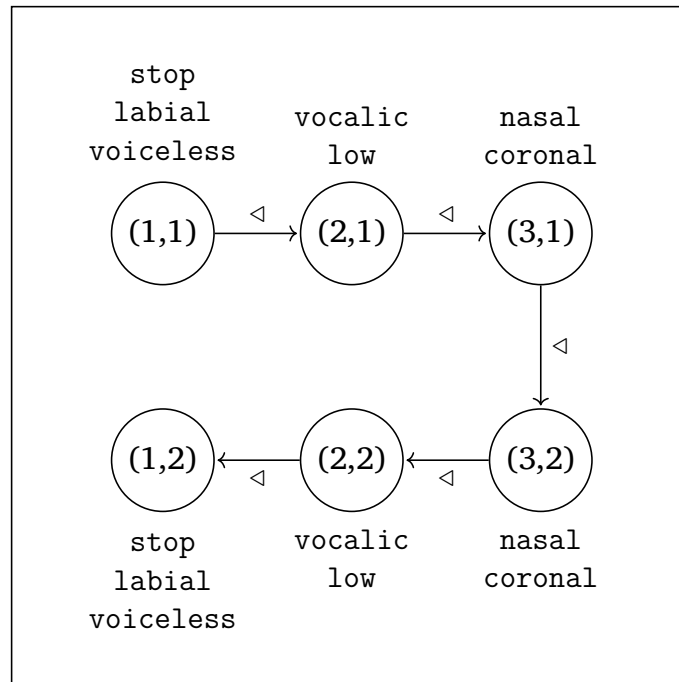 stop
labial
voiceless
vocalic
low
nasal
coronal
(1,1) ◁ (2,1) ◁ (3,1)
◁
(1,2) ◁ (2,2) ◁ (3,2)
stop
labial
voiceless
vocalic
low
nasal
coronal